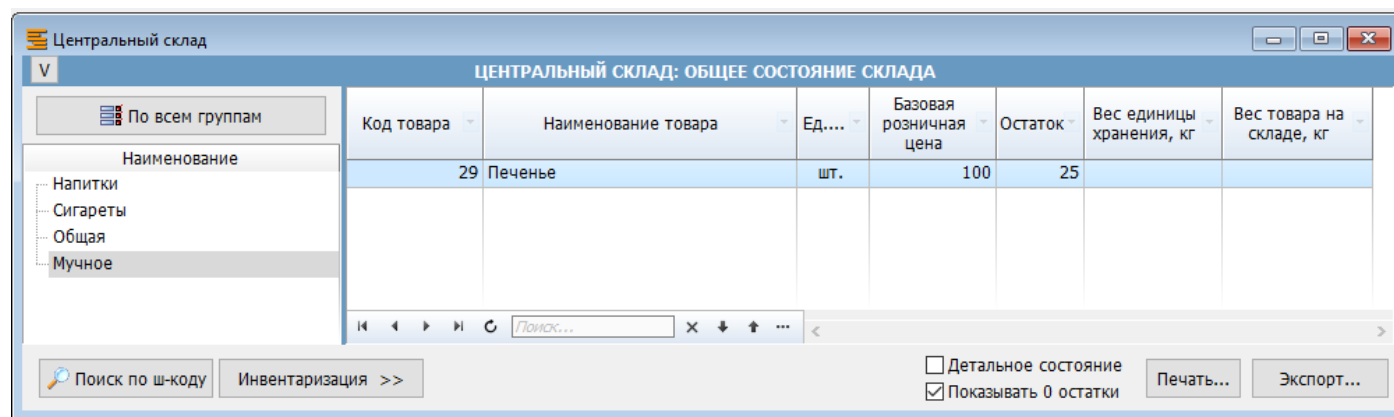 Центральный склад
V
ЦЕНТРАЛЬНЫЙ СКЛАД: ОБЩЕЕ СОСТОЯНИЕ СКЛАДА
По всем группам
Наименование
Напитки
Сигареты
Общая
Мучное
Код товара
Наименование товара
Ед....
Базовая
розничная
цена
Остаток
Вес единицы
хранения, кг
Вес товара на
складе, кг
29 Печенье шт. 100 25
Поиск...
Поиск по ш-коду
Инвентаризация >>
Детальное состояние
Показывать 0 остатки
Печать...
Экспорт...